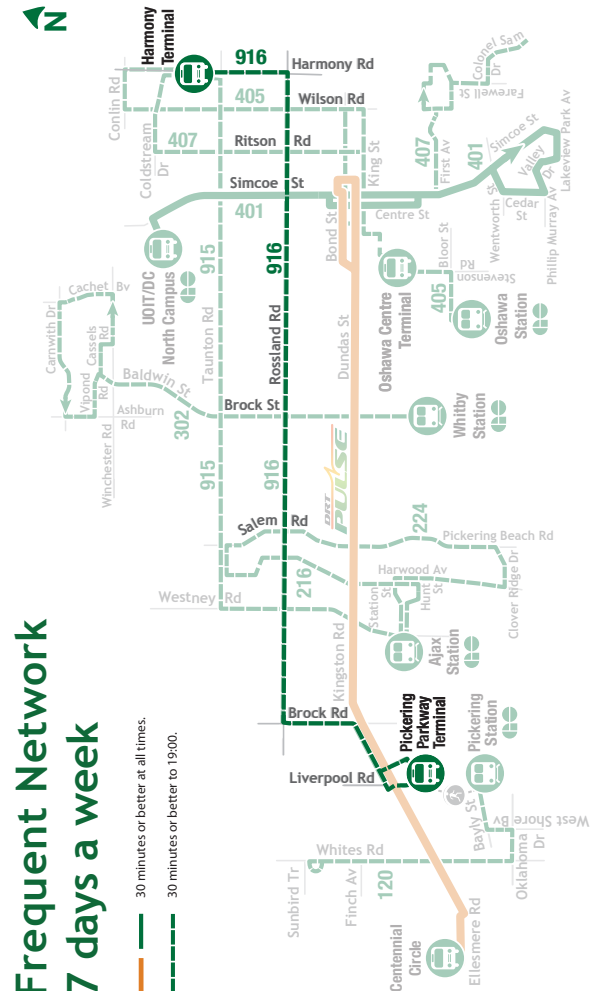 Frequent Network
7 days a week
30 minutes or better at all times.
30 minutes or better to 19:00.
N
Harmony
Terminal
916
Harmony Rd
Conlin Rd
405
Wilson Rd
Coldstream
Dr
407
Ritson Rd
King St
Simcoe St
401
Bond St
Centre St
407
First Av
401
Simcoe St
Colonel Sam
Dr
Farewell St
Wentworth St
Cedar
St
Valley
Dr
Phillip Murray Av
Lakeview Park Av
UOIT/DC
North Campus
915
916
Taunton Rd
Rossland Rd
Dundas St
Oshawa Centre
Terminal
Bloor St
Stevenson
Rd
405
Oshawa
Station
Cachet Bv
Carnwith Dr
Cassels
Rd
Vipond
Rd
Baldwin St
Ashburn
Rd
Winchester Rd
302
Brock St
Whitby
Station
915
916
DRT
PULSE
Salem Rd
224
Pickering Beach Rd
216
Harwood Av
Station
St
Hunt
St
Clover Ridge Dr
Westney Rd
Ajax
Station
Kingston Rd
Brock Rd
Liverpool Rd
Pickering
Parkway
Terminal
Pickering
Station
Bayly St
West Shore Bv
Oklahoma
Dr
Whites Rd
Sunbird Tr
Finch Av
120
Centennial
Circle
Ellesmere Rd